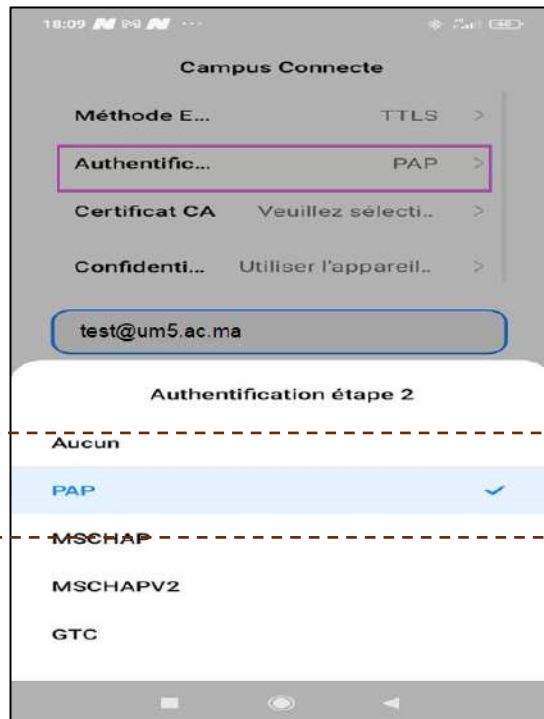 18:09
Campus Connecte
Méthode E... TTLS
Authentific... PAP
Certificat CA Veuillez sélecti..
Confidenti... Utiliser l'appareil..
test@um5.ac.ma
Authentification étape 2
Aucun
PAP
MSCHAP
MSCHAPV2
GTC